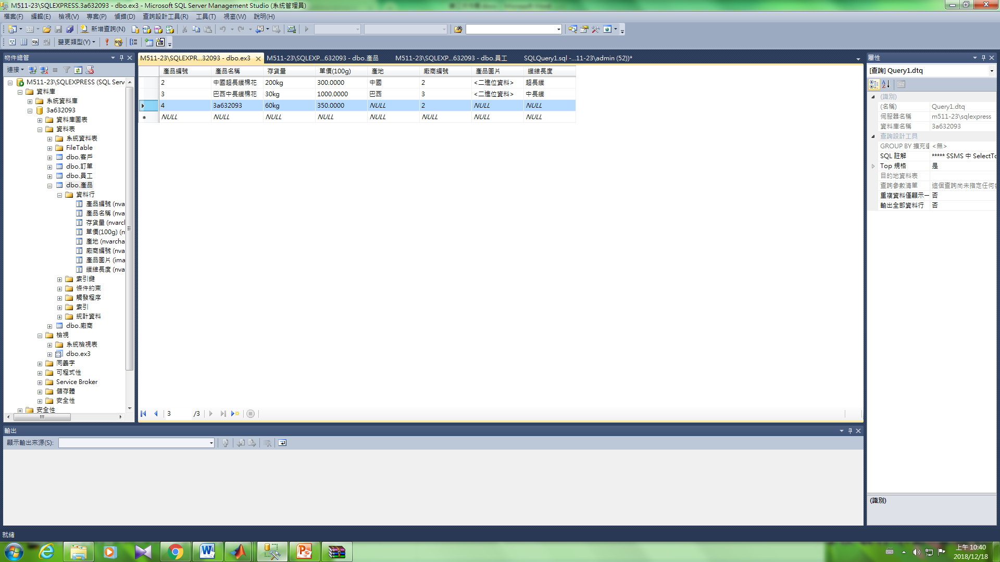 M511-23\SQLEXPRESS.3a632093 - dbo.ex3 - Microsoft SQL Server Management Studio (系統管理員)
檔案(F) 編輯(E) 檢視(V) 專案(P) 偵錯(D) 查詢設計工具(R) 工具(T) 視窗(W) 說明(H)
新增查詢(N)
變更類型(Y)
物件總管
連接
M511-23\SQLEXPRESS (SQL Serv
資料庫
系統資料庫
3a632093
資料庫圖表
資料表
系統資料表
FileTable
dbo.客戶
dbo.訂單
dbo.員工
dbo.產品
資料行
產品編號 (nva
產品名稱 (nva
存貨量 (nvarcl
單價(100g) (m
產地 (nvarcha
廠商編號 (nva
產品圖片 (ima
纖維長度 (nva
索引鍵
條件約束
觸發程序
索引
統計資料
dbo.廠商
檢視
系統檢視表
dbo.ex3
同義字
可程式性
Service Broker
儲存體
安全性
安全性
M511-23\SQLEXPR...32093 - dbo.ex3 M511-23\SQLEXP...632093 - dbo.產品 M511-23\SQLEXP...632093 - dbo.員工 SQLQuery1.sql -...11-23\admin (52))*
產品編號 產品名稱 存貨量 單價(100g) 產地 廠商編號 產品圖片 纖維長度
2 中國超長纖棉花 200kg 300.0000 中國 2 <二進位資料> 超長纖
3 巴西中長纖棉花 30kg 1000.0000 巴西 3 <二進位資料> 中長纖
4 3a632093 60kg 350.0000 NULL 2 NULL NULL
NULL NULL NULL NULL NULL NULL NULL NULL
3 /3
輸出
顯示輸出來源(S):
屬性
[查詢] Query1.dtq
(識別)
(名稱) Query1.dtq
伺服器名稱 m511-23\sqlexpress
資料庫名稱 3a632093
查詢設計工具
GROUP BY 擴充選 <無>
SQL 註解 ***** SSMS 中 SelectTo
Top 規格 是
目的地資料表
查詢參數清單 這個查詢尚未指定任何參
重複資料僅顯示一 否
輸出全部資料行 否
(識別)
就緒
上午 10:40
2018/12/18